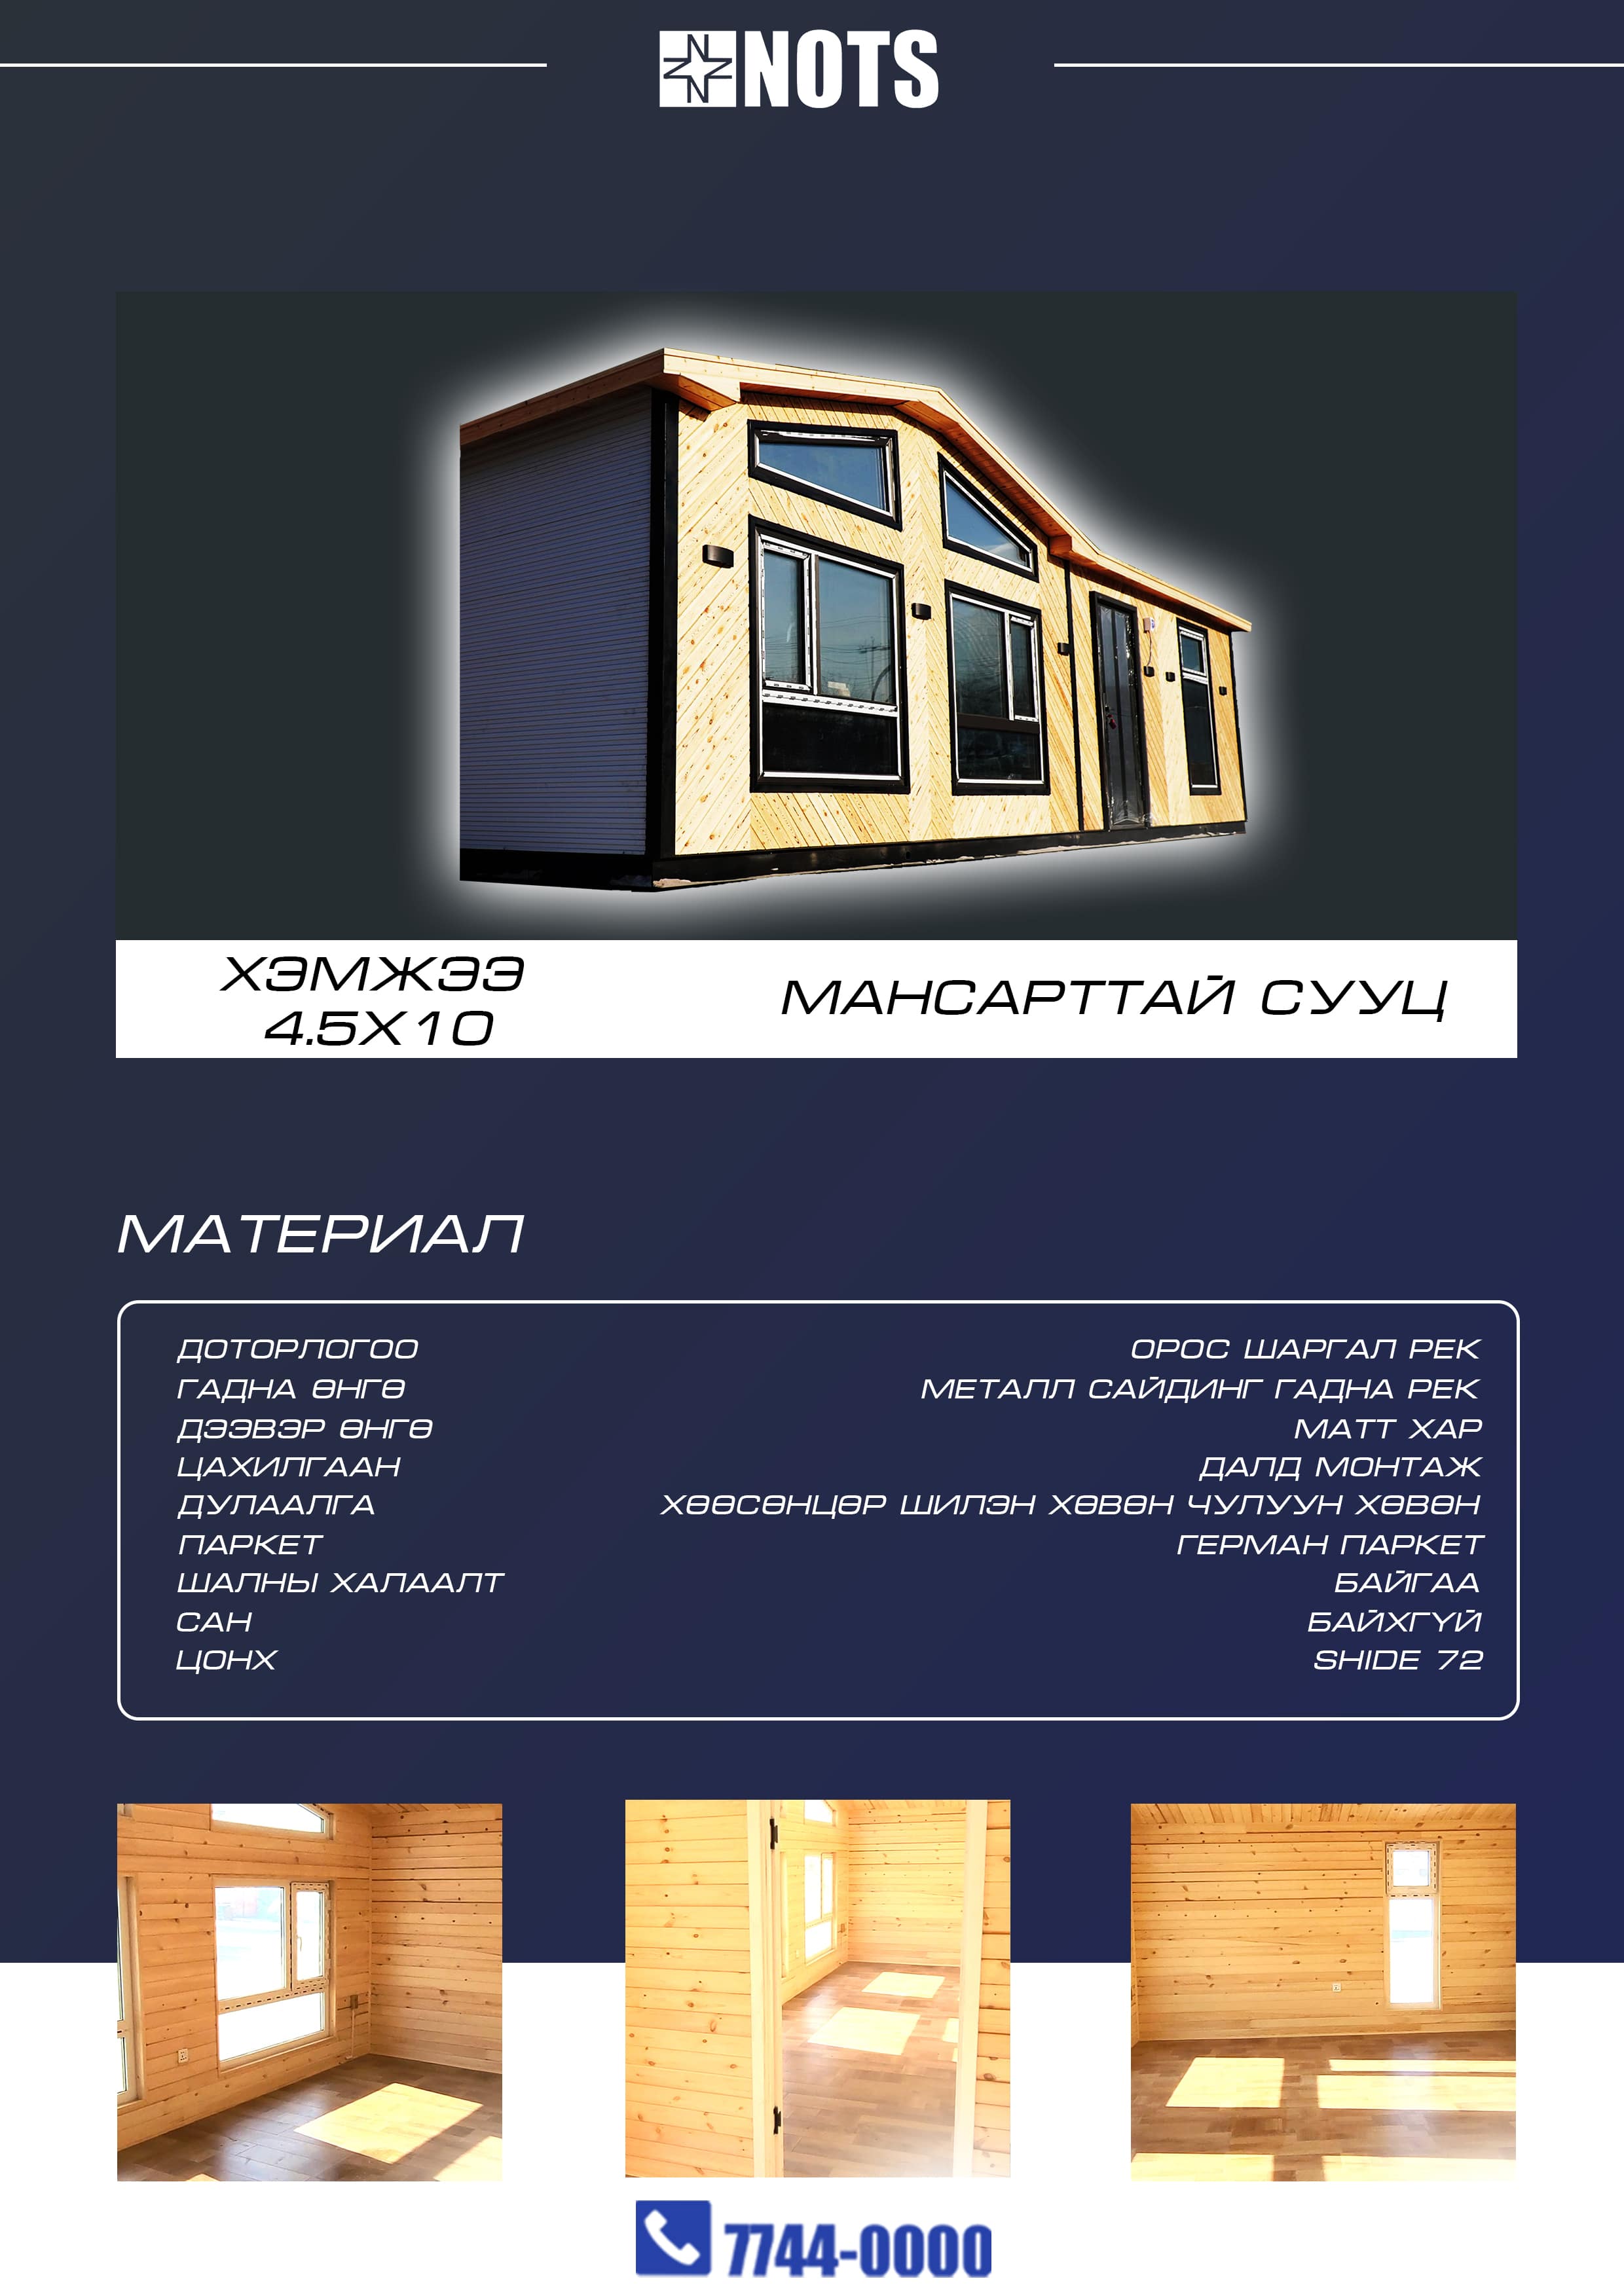 NOTS
ХЭМЖЭЭ
4.5X10
МАНСАРТТАЙ СУУЦ
МАТЕРИАЛ
ДОТОРЛОГОО ОРОС ШАРГАЛ РЕК
ГАДНА ӨНГӨ МЕТАЛЛ САЙДИНГ ГАДНА РЕК
ДЭЭВЭР ӨНГӨ МАТТ ХАР
ЦАХИЛГААН ДАЛД МОНТАЖ
ДУЛААЛГА ХӨӨСӨНЦӨР ШИЛЭН ХӨВӨН ЧУЛУУН ХӨВӨН
ПАРКЕТ ГЕРМАН ПАРКЕТ
ШАЛНЫ ХАЛААЛТ БАЙГАА
САН БАЙХГҮЙ
ЦОНХ SHIDE 72
7744-0000